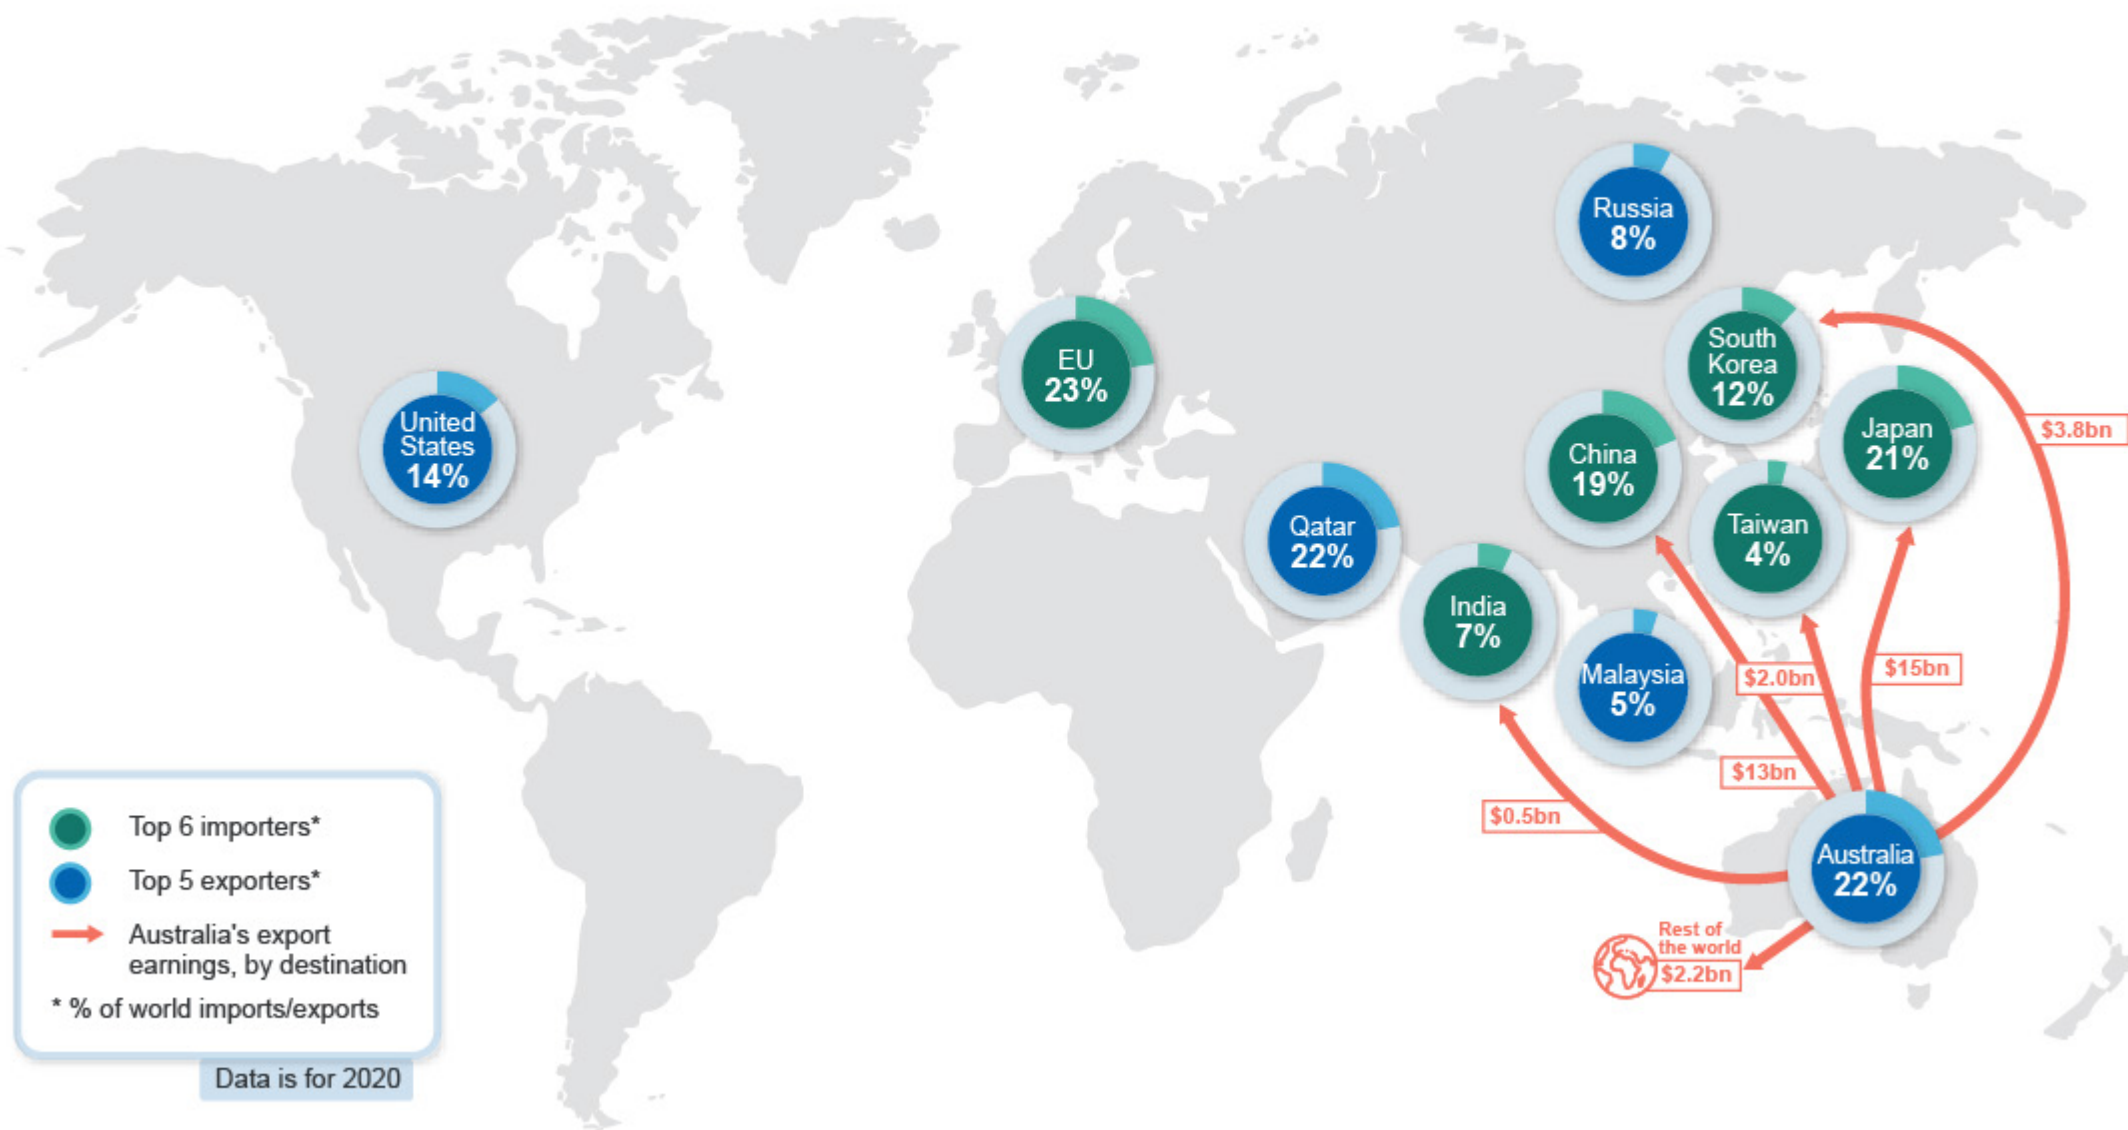 Russia
8%
South
Korea
12%
EU
23%
United
States
14%
China
19%
Japan
21%
$3.8bn
Qatar
22%
Taiwan
4%
India
7%
Malaysia
5%
$2.0bn
$15bn
$13bn
$0.5bn
Australia
22%
Rest of
the world
$2.2bn
Top 6 importers*
Top 5 exporters*
Australia's export
earnings, by destination
* % of world imports/exports
Data is for 2020